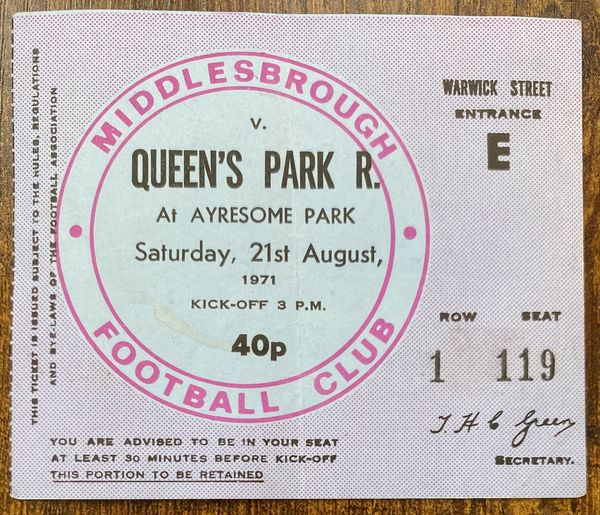 MIDDLESBROUGH
V.
QUEEN'S PARK R.
At AYRESOME PARK
Saturday, 21st August,
1971
KICK-OFF 3 P.M.
40p
FOOTBALL CLUB
WARWICK STREET
ENTRANCE
E
ROW SEAT
1 119
T. H. C Green
SECRETARY.
THIS TICKET IS ISSUED SUBJECT TO THE RULES, REGULATIONS
AND BYE-LAWS OF THE FOOTBALL ASSOCIATION
YOU ARE ADVISED TO BE IN YOUR SEAT
AT LEAST 30 MINUTES BEFORE KICK-OFF
THIS PORTION TO BE RETAINED